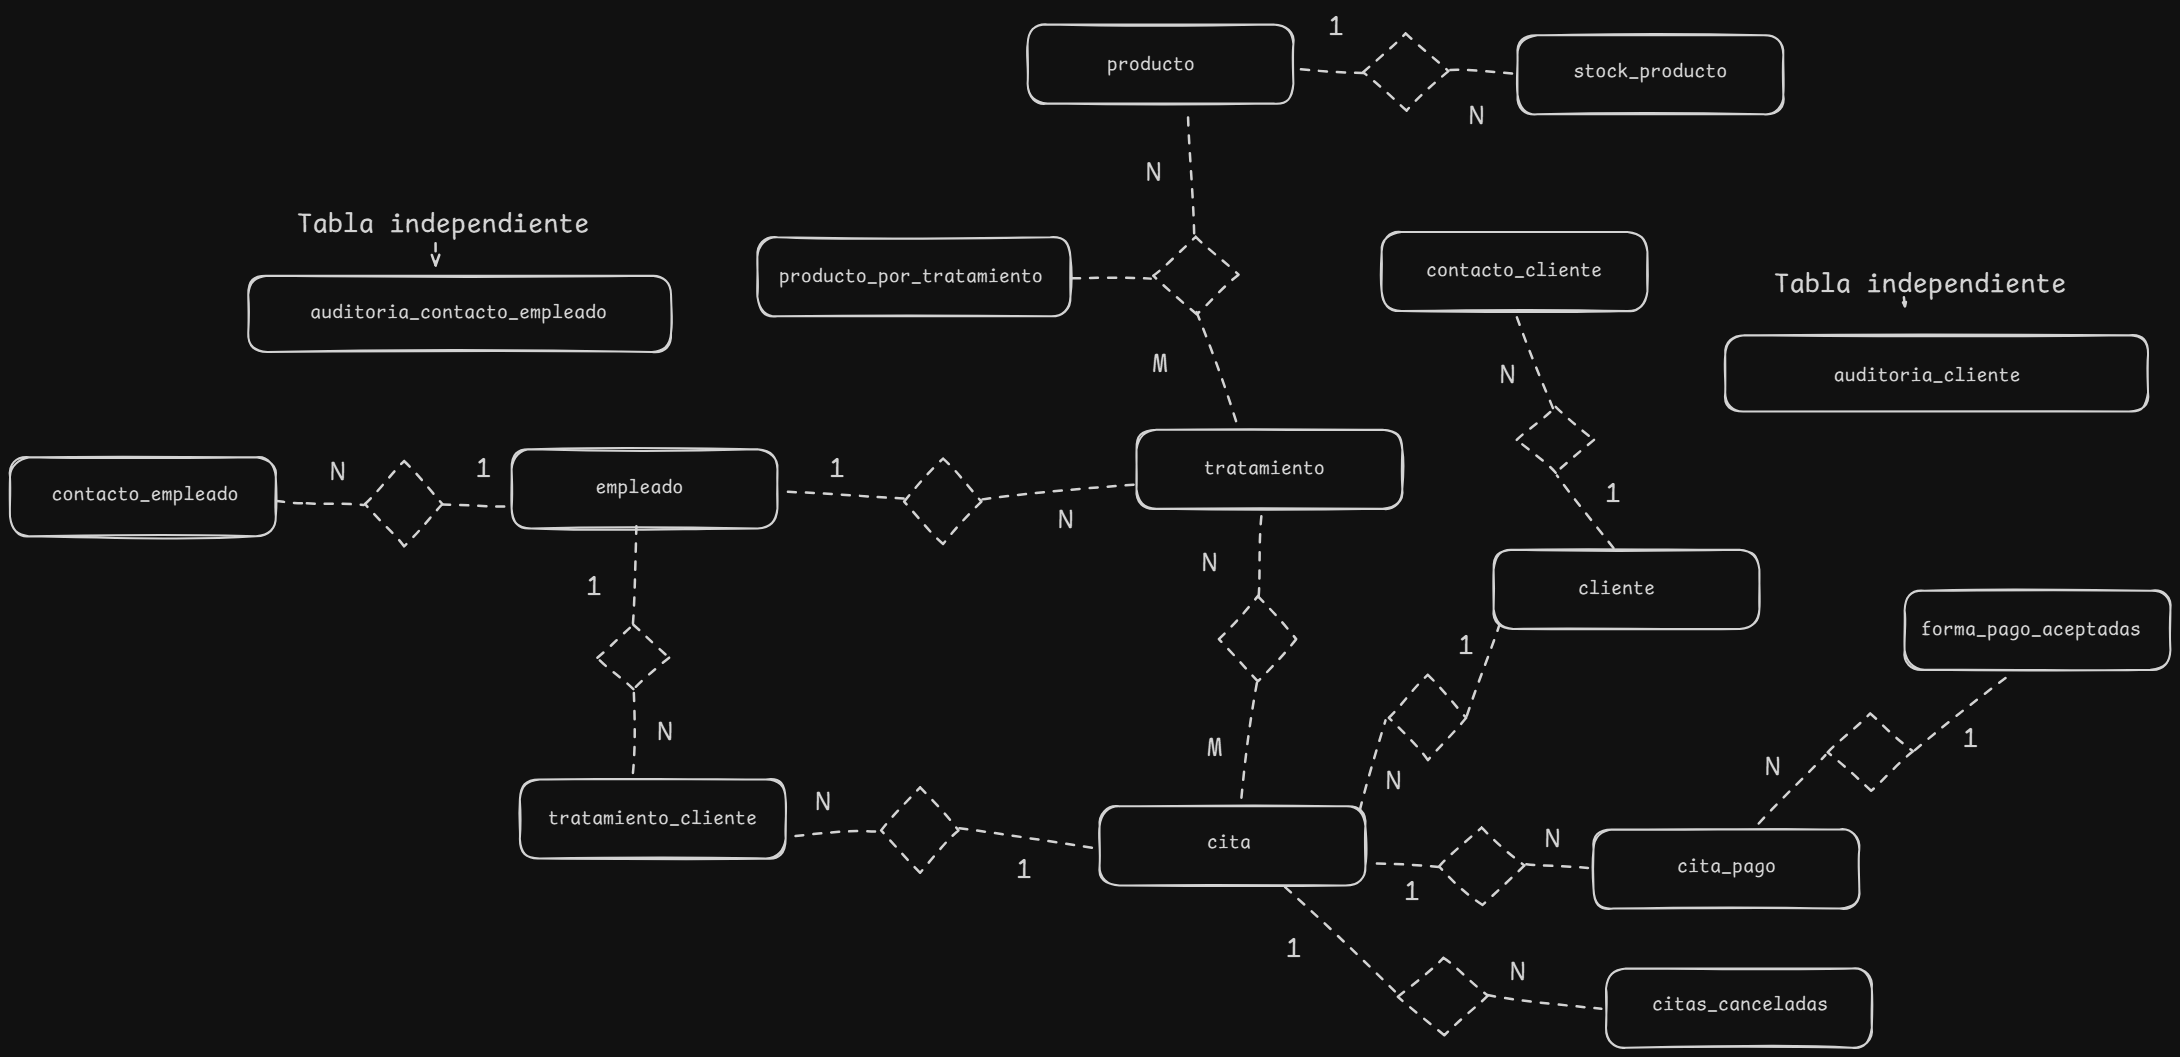 1
producto
stock_producto
N
N
Tabla independiente
auditoria_contacto_empleado
producto_por_tratamiento
contacto_cliente
Tabla independiente
auditoria_cliente
M
N
contacto_empleado
N
1
empleado
1
N
tratamiento
1
N
cliente
1
1
N
forma_pago_aceptadas
N
M
N
1
N
tratamiento_cliente
N
1
cita
1
N
cita_pago
1
N
citas_canceladas